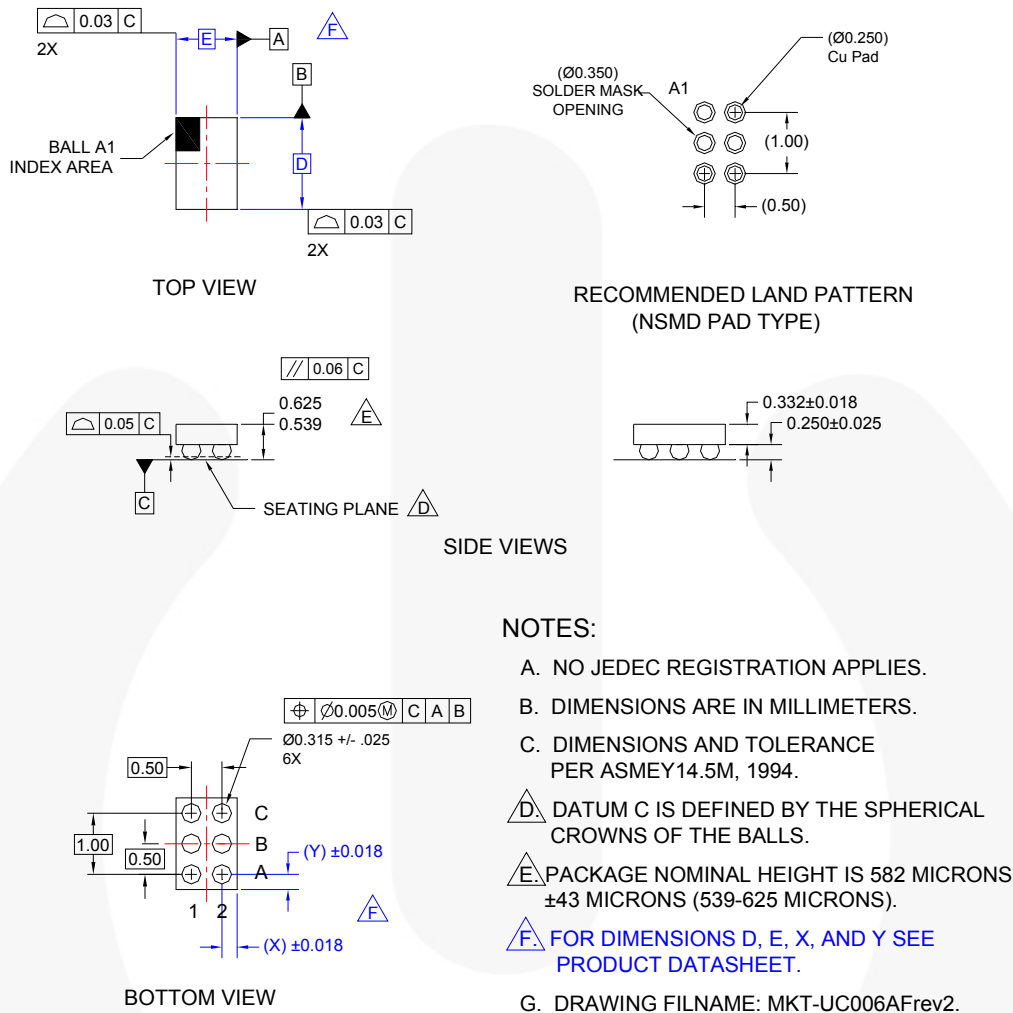 0.03 C
2X
E
A
F
B
BALL A1
INDEX AREA
D
0.03 C
2X
TOP VIEW
(Ø0.250)
Cu Pad
(Ø0.350)
SOLDER MASK
OPENING
A1
(1.00)
(0.50)
RECOMMENDED LAND PATTERN
(NSMD PAD TYPE)
// 0.06 C
0.05 C
0.625
0.539
E
C
SEATING PLANE D
0.332±0.018
0.250±0.025
SIDE VIEWS
Ø0.005Ⓜ C A B
Ø0.315 +/- .025
6X
0.50
1.00
0.50
C
B
A
1 2
(Y) ±0.018
F
(X) ±0.018
BOTTOM VIEW
NOTES:
A. NO JEDEC REGISTRATION APPLIES.
B. DIMENSIONS ARE IN MILLIMETERS.
C. DIMENSIONS AND TOLERANCE
PER ASMEY14.5M, 1994.
D. DATUM C IS DEFINED BY THE SPHERICAL
CROWNS OF THE BALLS.
E. PACKAGE NOMINAL HEIGHT IS 582 MICRONS
±43 MICRONS (539-625 MICRONS).
F. FOR DIMENSIONS D, E, X, AND Y SEE
PRODUCT DATASHEET.
G. DRAWING FILNAME: MKT-UC006AFrev2.